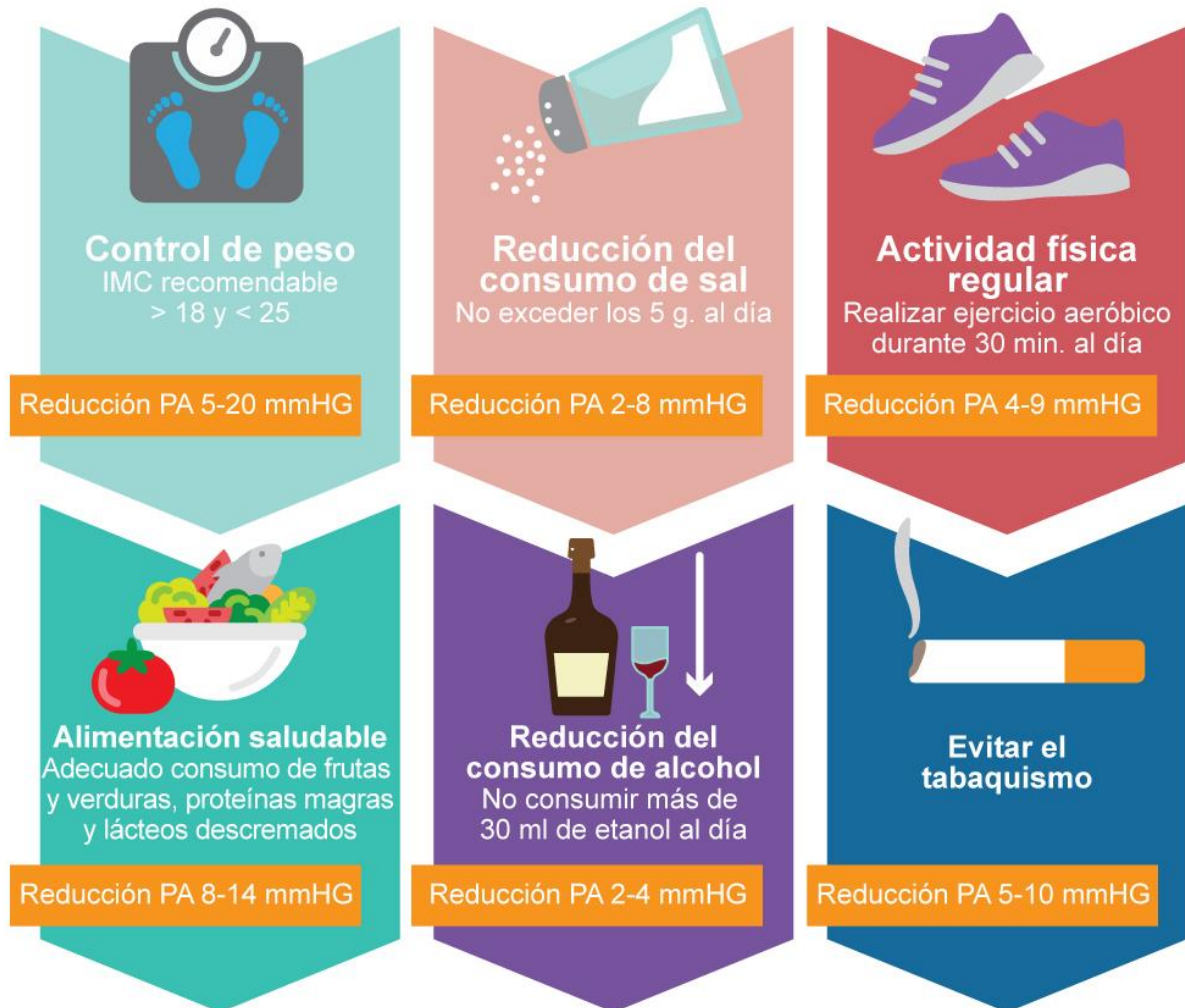 Control de peso
IMC recomendable
> 18 y < 25
Reducción PA 5-20 mmHG
Reducción del
consumo de sal
No exceder los 5 g. al día
Reducción PA 2-8 mmHG
Actividad física
regular
Realizar ejercicio aeróbico
durante 30 min. al día
Reducción PA 4-9 mmHG
Alimentación saludable
Adecuado consumo de frutas
y verduras, proteínas magras
y lácteos descremados
Reducción PA 8-14 mmHG
Reducción del
consumo de alcohol
No consumir más de
30 ml de etanol al día
Reducción PA 2-4 mmHG
Evitar el
tabaquismo
Reducción PA 5-10 mmHG